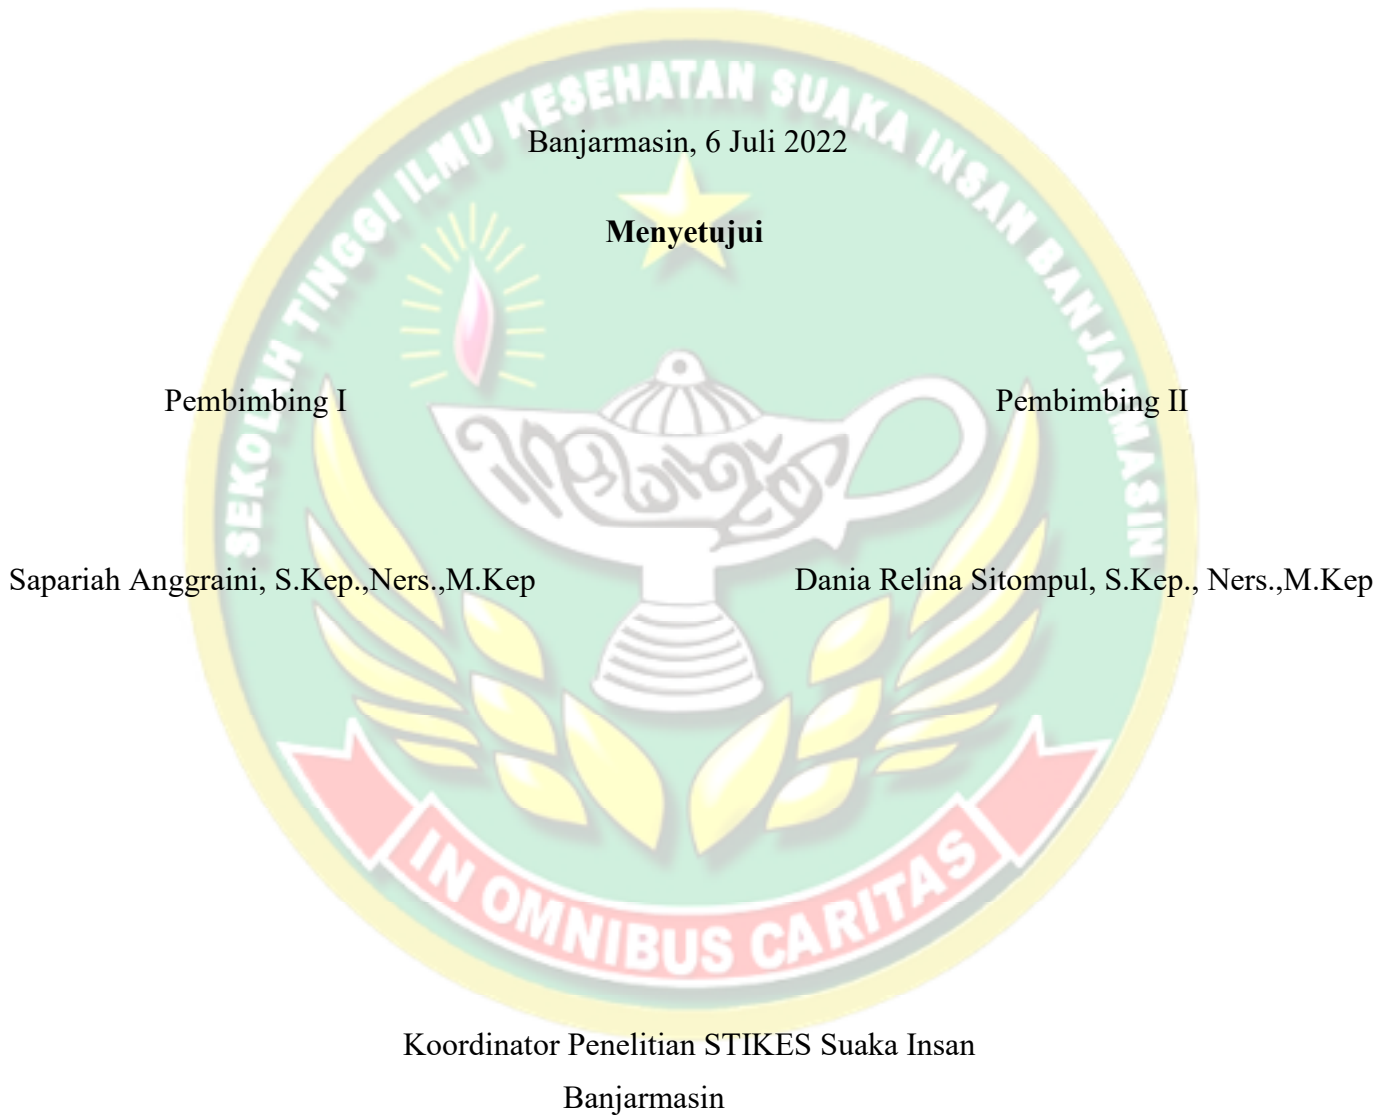 SEKOLAH TINGGI ILMU KESEHATAN SUAKA INSAN BANJARMASIN
Banjarmasin, 6 Juli 2022
Menyetujui
Pembimbing I
Pembimbing II
Sapariah Anggraini, S.Kep.,Ners.,M.Kep
Dania Relina Sitompul, S.Kep., Ners.,M.Kep
IN OMNIBUS CARITAS
Koordinator Penelitian STIKES Suaka Insan
Banjarmasin